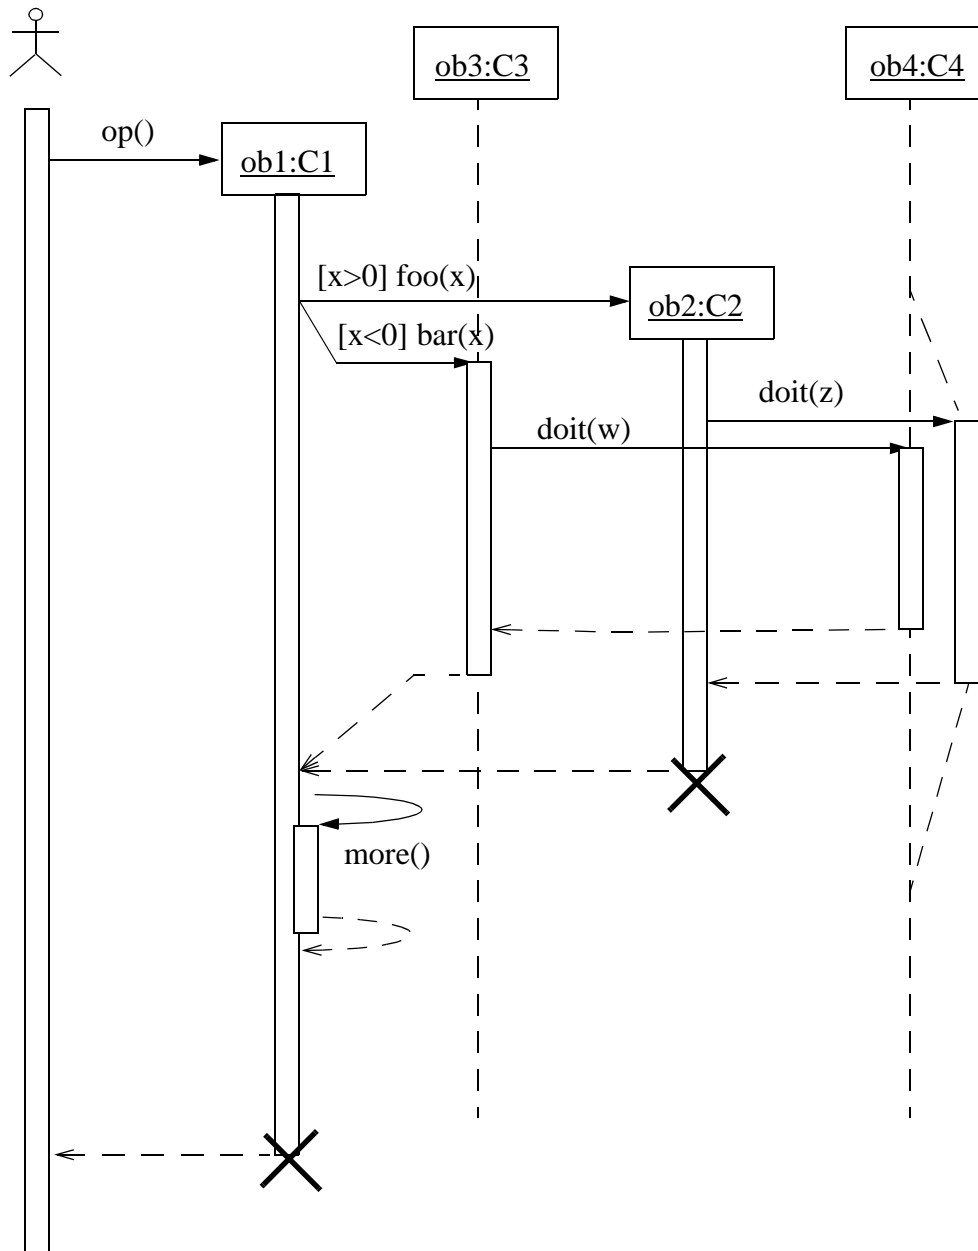 ob3:C3
ob4:C4
op()
ob1:C1
[x>0] foo(x)
ob2:C2
[x<0] bar(x)
doit(z)
doit(w)
more()